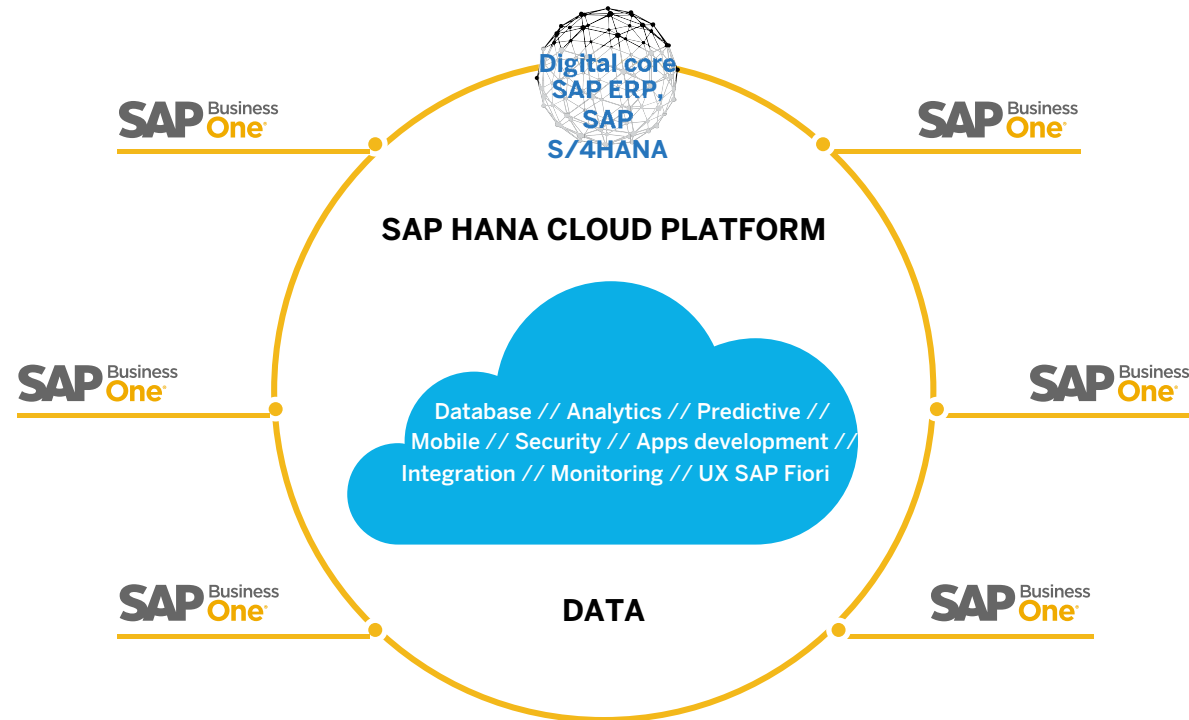 Digital core
SAP ERP,
SAP
S/4HANA
SAP Business One
SAP Business One
SAP HANA CLOUD PLATFORM
SAP Business One
SAP Business One
Database // Analytics // Predictive //
Mobile // Security // Apps development //
Integration // Monitoring // UX SAP Fiori
SAP Business One
SAP Business One
DATA